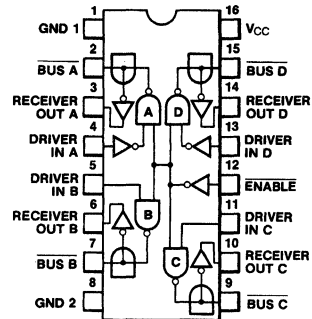 1
GND 1
2
BUS A
3
RECEIVER
OUT A
4
DRIVER
IN A
5
DRIVER
IN B
6
RECEIVER
OUT B
7
BUS B
8
GND 2
A
D
B
C
16
VCC
15
BUS D
14
RECEIVER
OUT D
13
DRIVER
IN D
12
ENABLE
11
DRIVER
IN C
10
RECEIVER
OUT C
9
BUS C